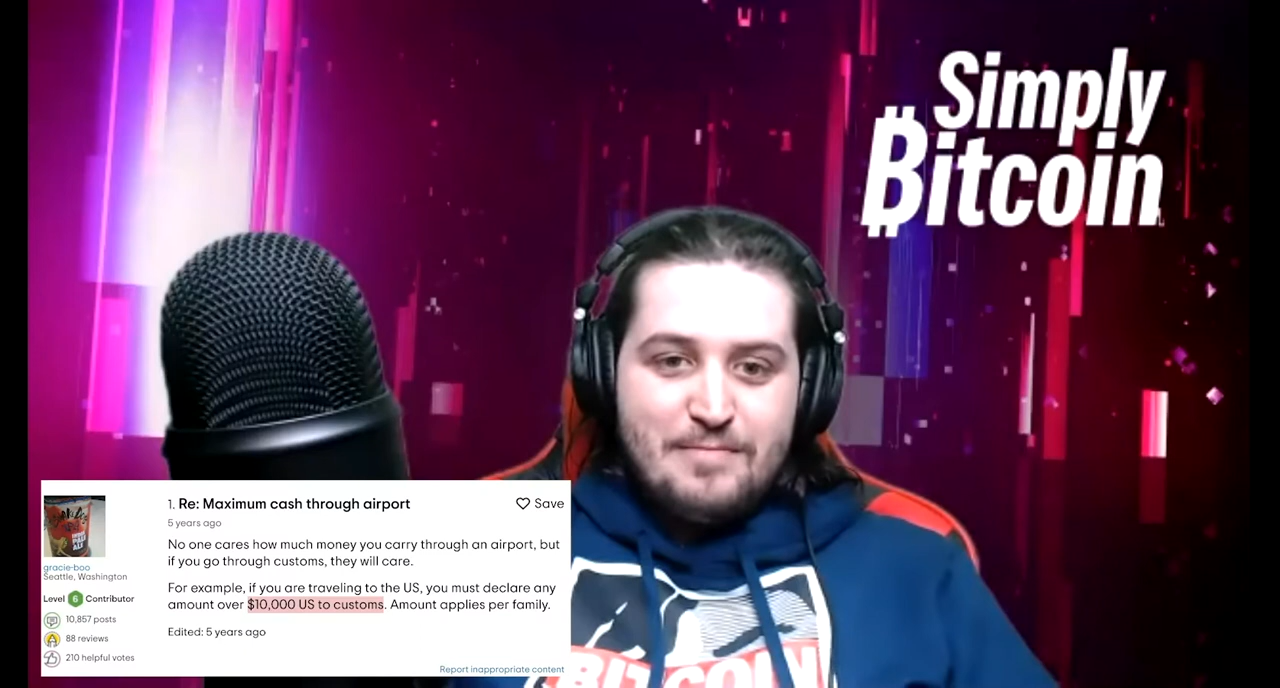 Simply
Bitcoin
1. Re: Maximum cash through airport
Save
5 years ago
No one cares how much money you carry through an airport, but
if you go through customs, they will care.
gracie-boo
Seattle, Washington
For example, if you are traveling to the US, you must declare any
amount over $10,000 US to customs. Amount applies per family.
Level 6 Contributor
10,857 posts
Edited: 5 years ago
88 reviews
210 helpful votes
Report inappropriate content
BITCOIN